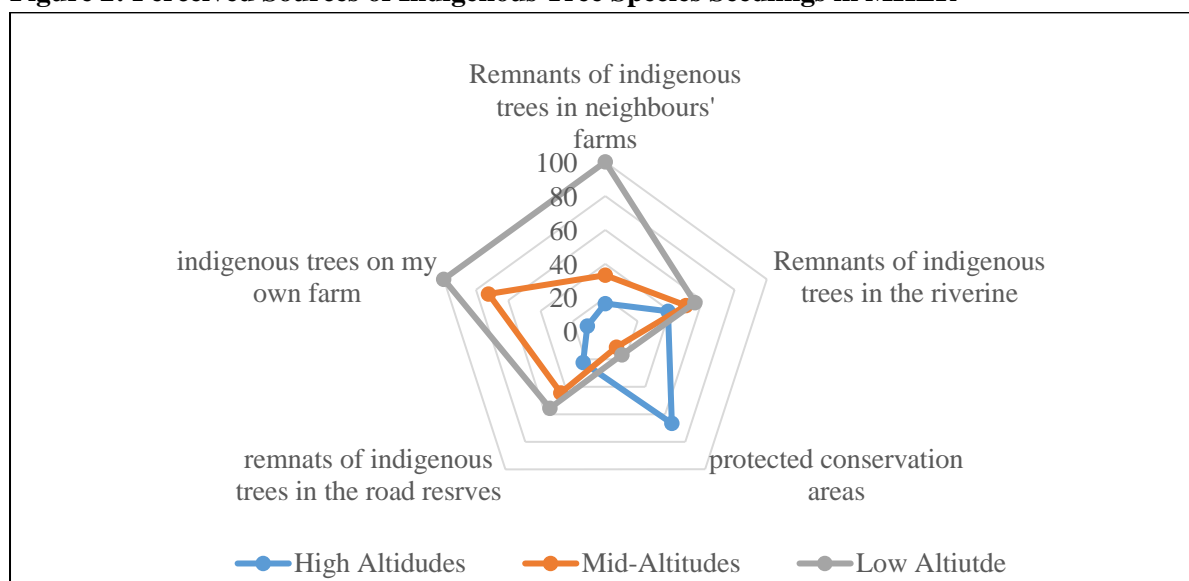 Remnants of indigenous
trees in neighbours'
farms
100
80
60
40
20
0
indigenous trees on my
own farm
Remnants of indigenous
trees in the riverine
remnats of indigenous
trees in the road resrves
protected conservation
areas
High Altidudes
Mid-Altitudes
Low Altiutde